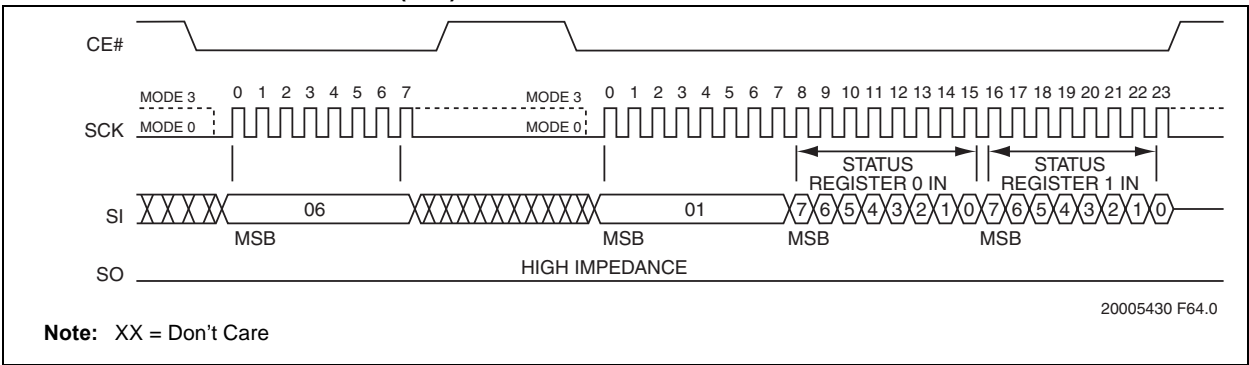 CE#
MODE 3 0 1 2 3 4 5 6 7 MODE 3 0 1 2 3 4 5 6 7 8 9 10 11 12 13 14 15 16 17 18 19 20 21 22 23
SCK MODE 0 MODE 0
STATUS STATUS
REGISTER 0 IN REGISTER 1 IN
SI 06 01 7 6 5 4 3 2 1 0 7 6 5 4 3 2 1 0
MSB MSB MSB MSB
HIGH IMPEDANCE
SO
20005430 F64.0
Note: XX = Don't Care